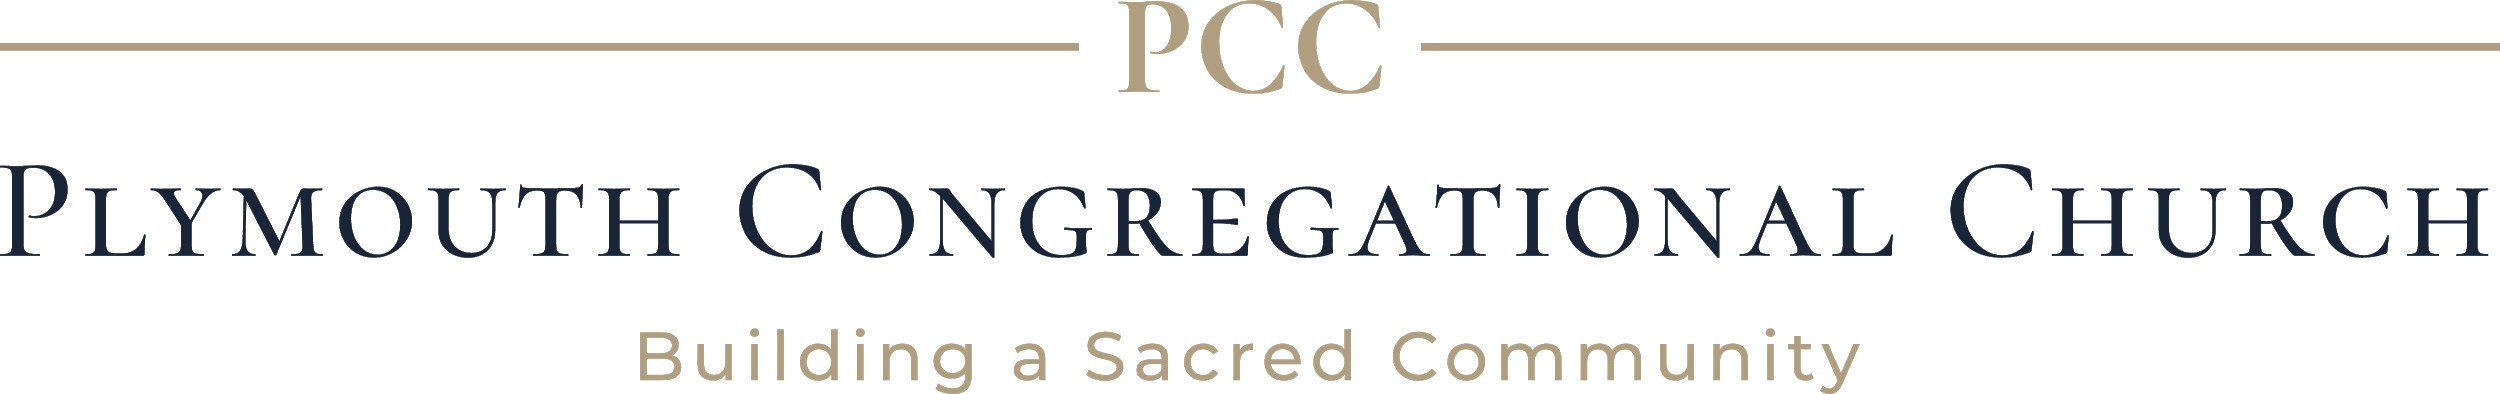 PCC
Plymouth Congregational Church
Building a Sacred Community